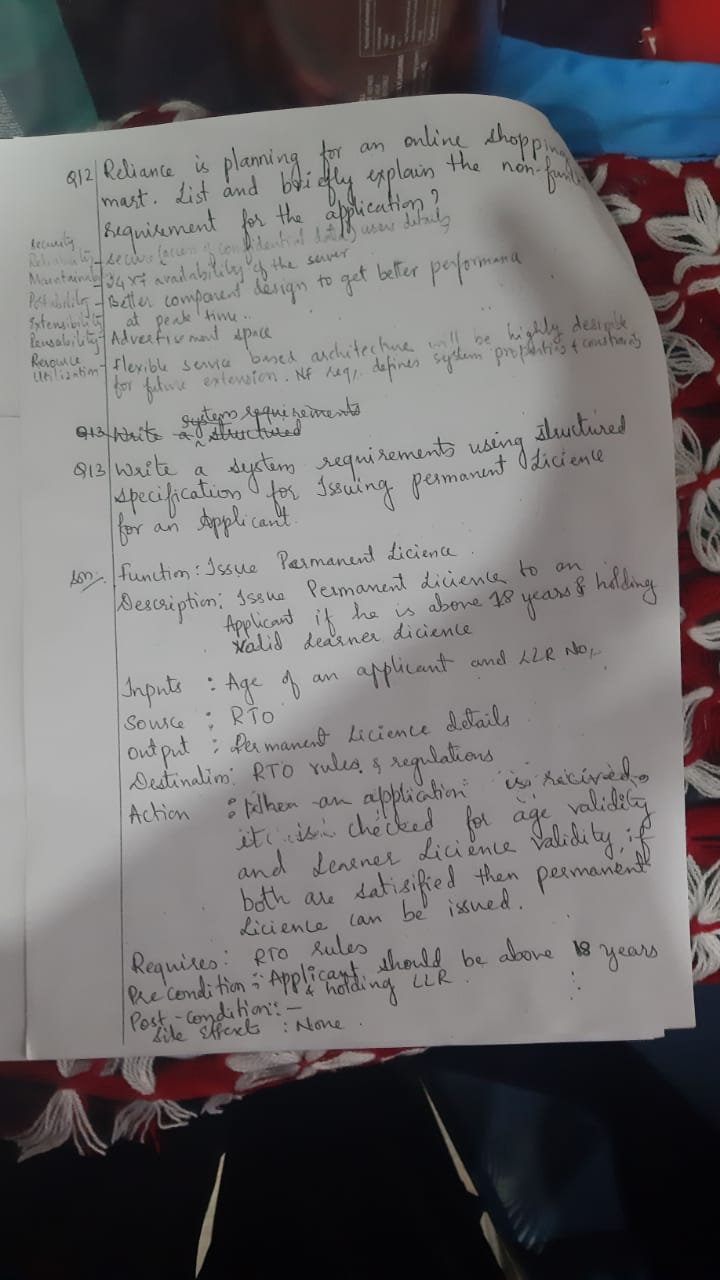 Q12 Reliance is planning for an online shopping
mart. List and briefly explain the non-
requirement for the application?
Security - secure (access of confidential data) users details
Reliability - 24x7 availability of the server
Maintainab - Better component design to get better performance
Portability - at peak time..
Extensibility
Reusability - Advertisement space
Resource - flexible service based architecture will be highly desirable
Utilization - for future extension. NF req. defines system properties & constraints
system requirements
Q13 Write a structured
Q13 Write a system requirements using structured
specification for Issuing permanent licience
for an Applicant.
Soln:. Function: Issue Permanent Licience.
Description: Issue Permanent Licience to an
Applicant if he is above 18 years & holding
Valid Learner Licience
Inputs : Age of an applicant and LLR No,.
Source : RTO
Output : Permanent Licience details
Destination: RTO rules & regulations
Action : When an application is recieved,
it is checked for age validity
and Learner Licience validity, if
both are satisified then permanent
Licience can be issued.
Requires: RTO Rules
Pre condition : Applicant should be above 18 years
& holding LLR.
Post-condition: -
Side Effects : None.